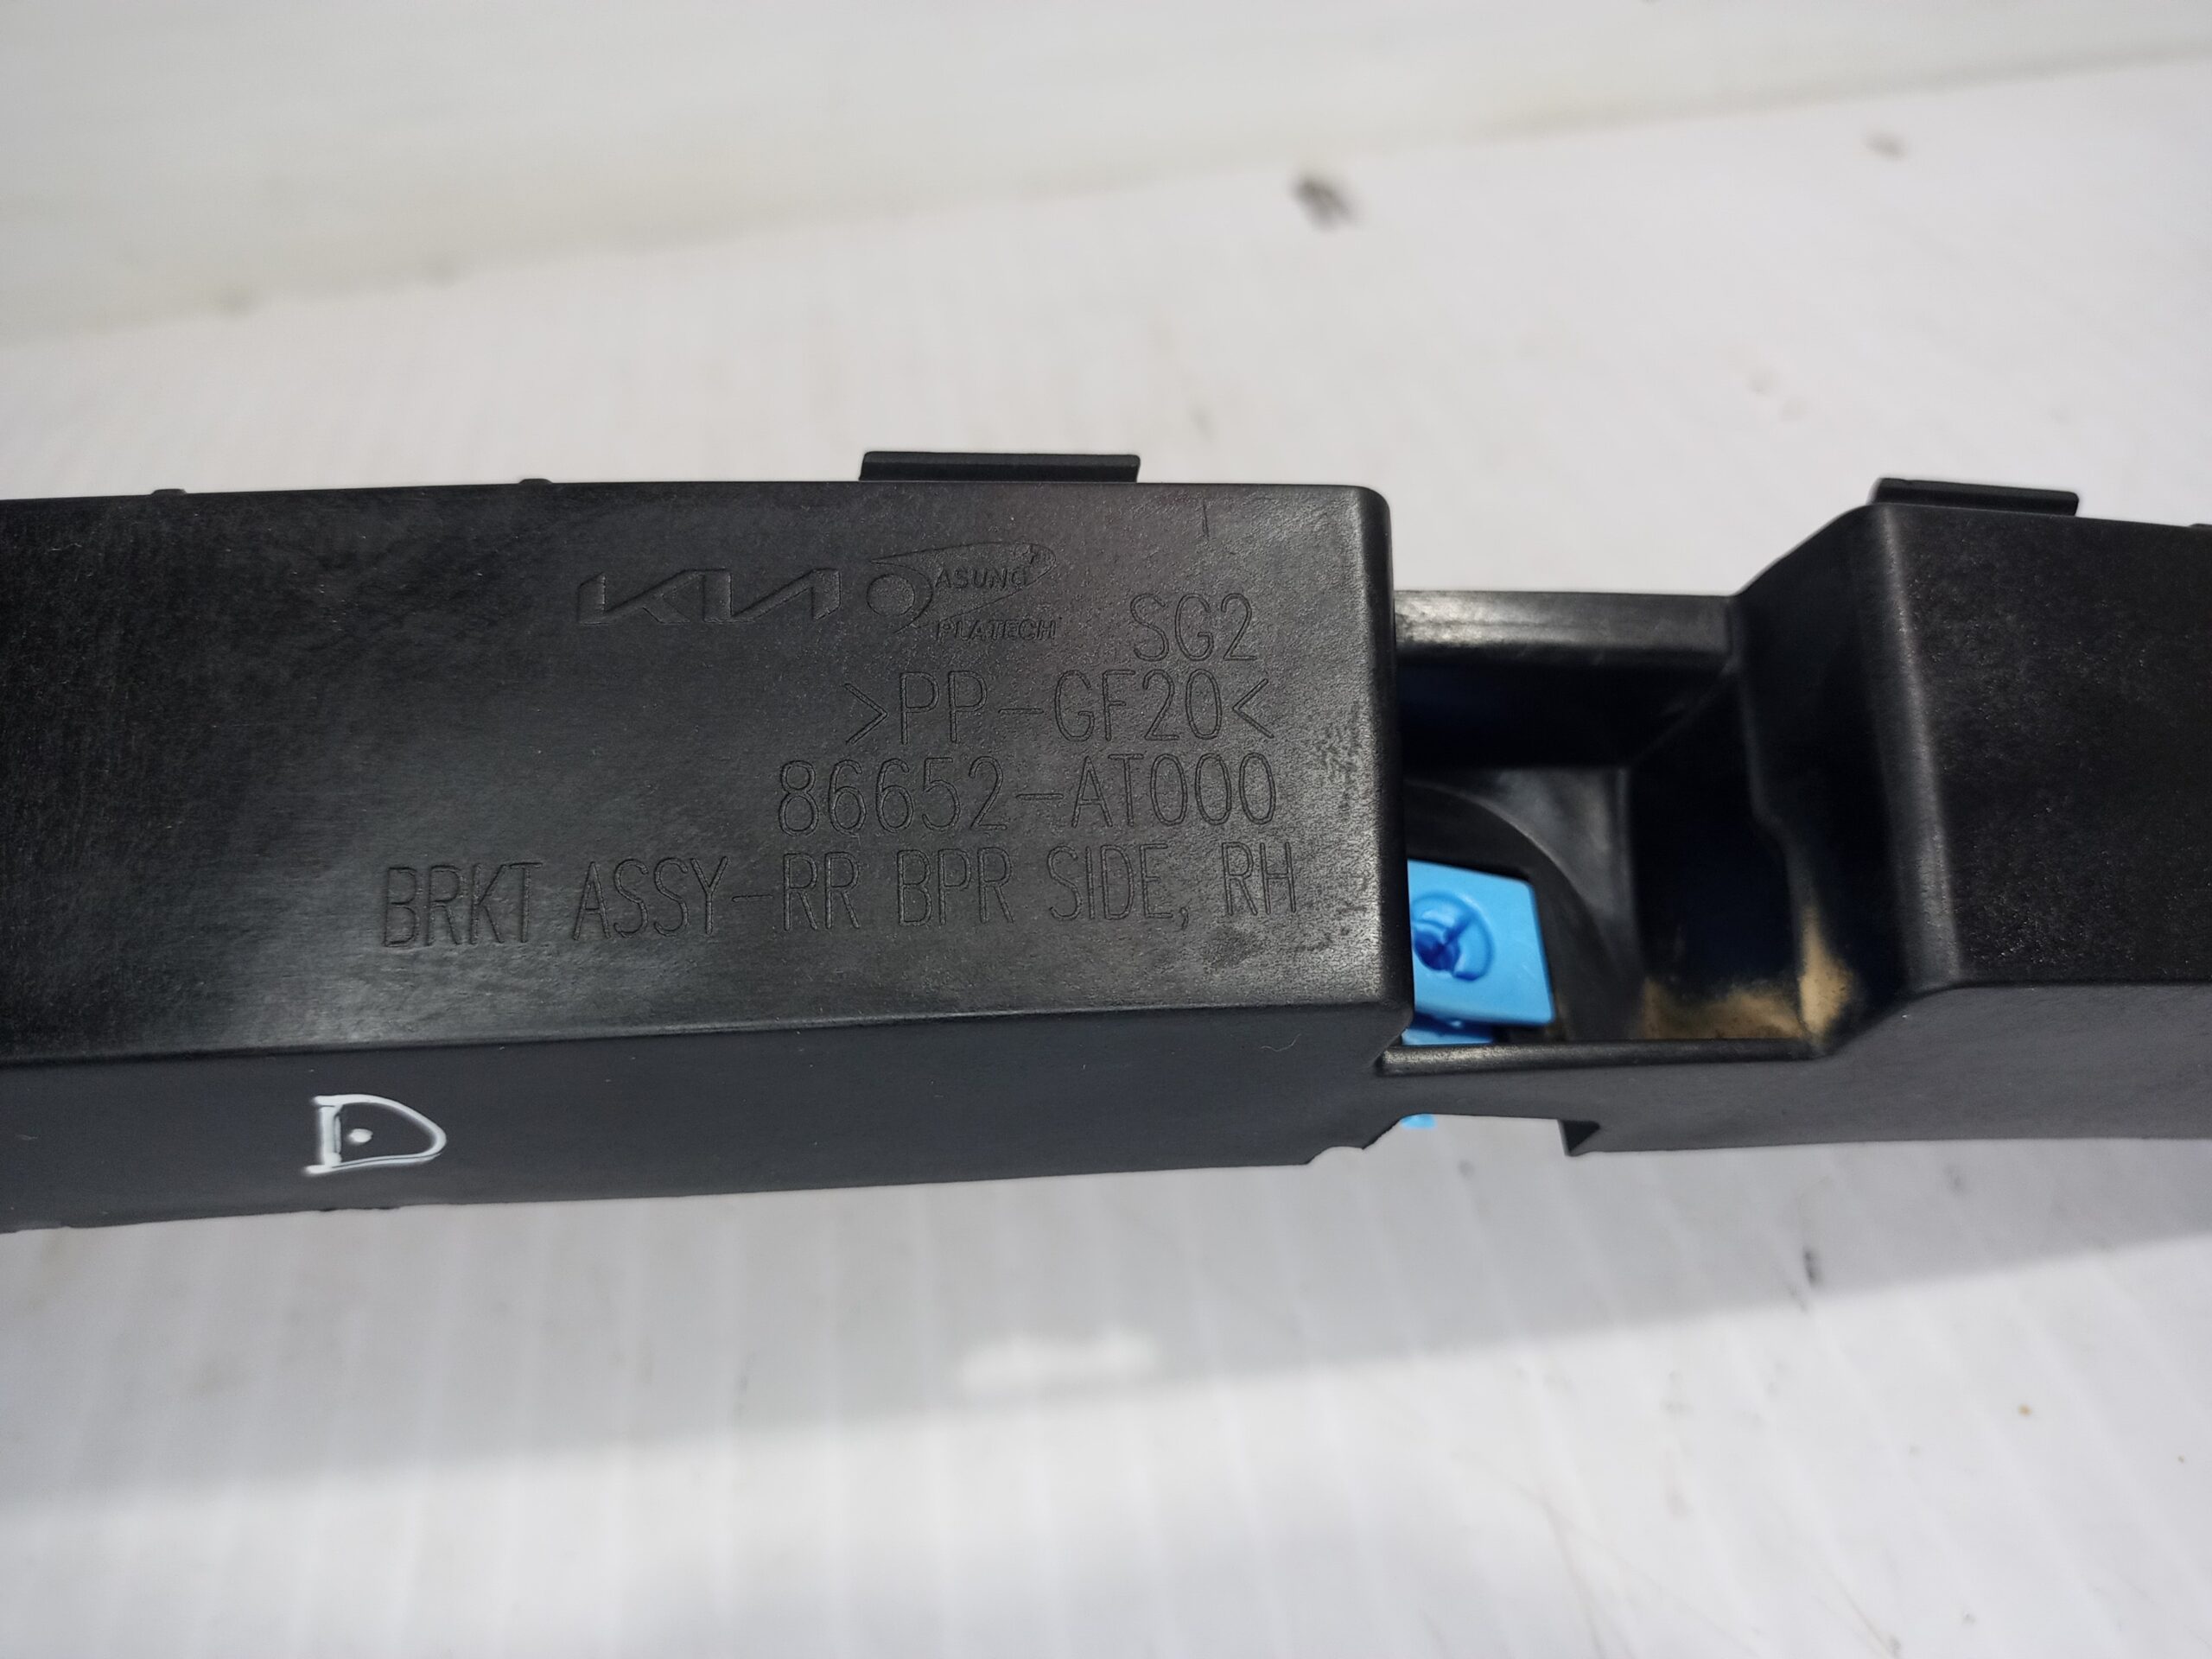 KIA ASUNG
PLATECH SG2
>PP-GF20<
86652-AT000
BRKT ASSY-RR BPR SIDE, RH